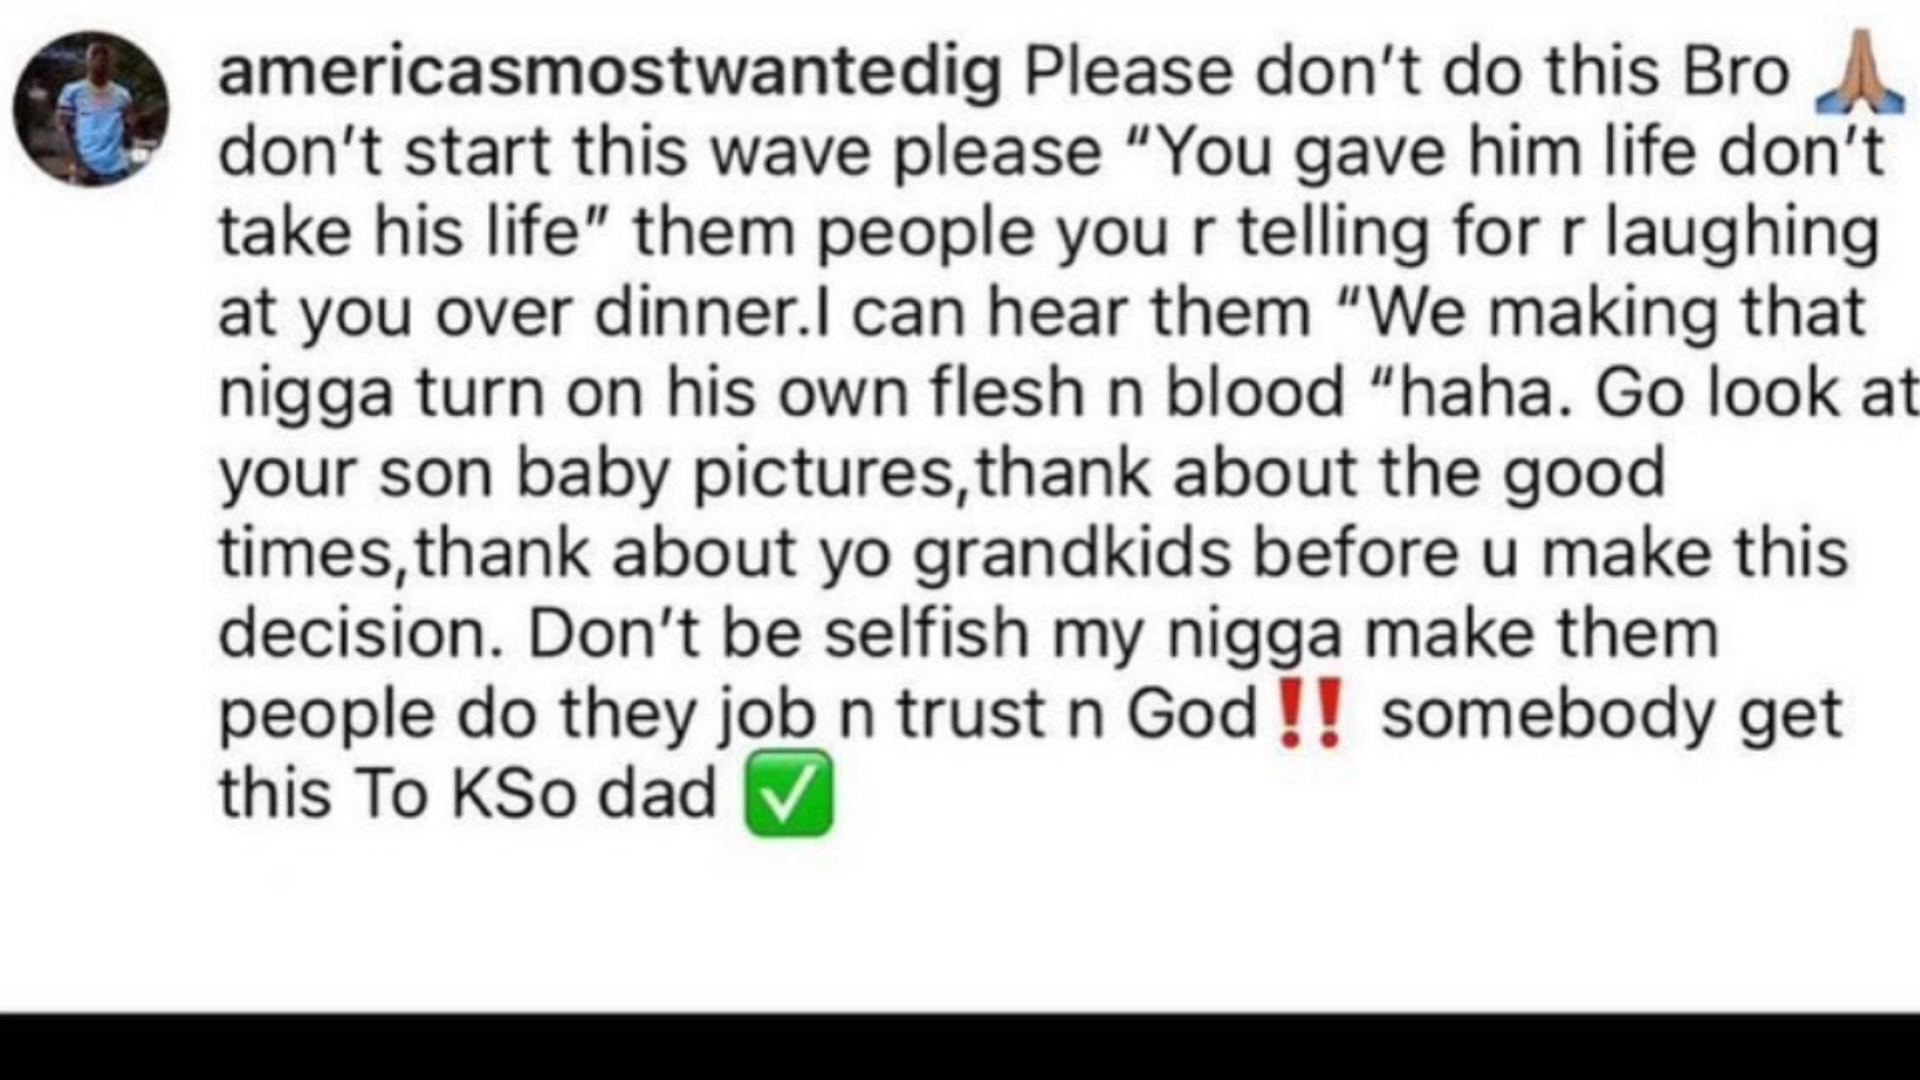 americasmostwantedig Please don't do this Bro 🙏🏽
don't start this wave please “You gave him life don't
take his life” them people you r telling for r laughing
at you over dinner.I can hear them “We making that
nigga turn on his own flesh n blood “haha. Go look at
your son baby pictures,thank about the good
times,thank about yo grandkids before u make this
decision. Don't be selfish my nigga make them
people do they job n trust n God‼️ somebody get
this To KSo dad ✅